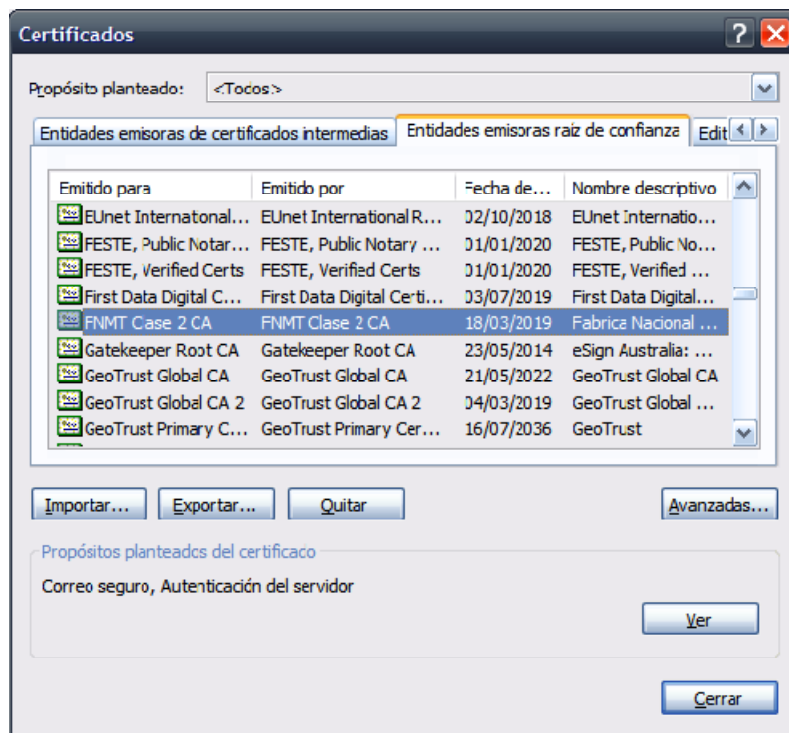 Certificados
Propósito planteado: <Todos>
Entidades emisoras de certificados intermedias Entidades emisoras raíz de confianza Edit
Emitido para Emitido por Fecha de... Nombre descriptivo
EUnet International... EUnet International R... 02/10/2018 EUnet Internatio...
FESTE, Public Notar... FESTE, Public Notary ... 01/01/2020 FESTE, Public No...
FESTE, Verified Certs FESTE, Verified Certs 01/01/2020 FESTE, Verified ...
First Data Digital C... First Data Digital Certi... 03/07/2019 First Data Digital...
FNMT Clase 2 CA FNMT Clase 2 CA 18/03/2019 Fabrica Nacional ...
Gatekeeper Root CA Gatekeeper Root CA 23/05/2014 eSign Australia: ...
GeoTrust Global CA GeoTrust Global CA 21/05/2022 GeoTrust Global CA
GeoTrust Global CA 2 GeoTrust Global CA 2 04/03/2019 GeoTrust Global ...
GeoTrust Primary C... GeoTrust Primary Cer... 16/07/2036 GeoTrust
Importar... Exportar... Quitar Avanzadas...
Propósitos planteados del certificado
Correo seguro, Autenticación del servidor
Ver
Cerrar